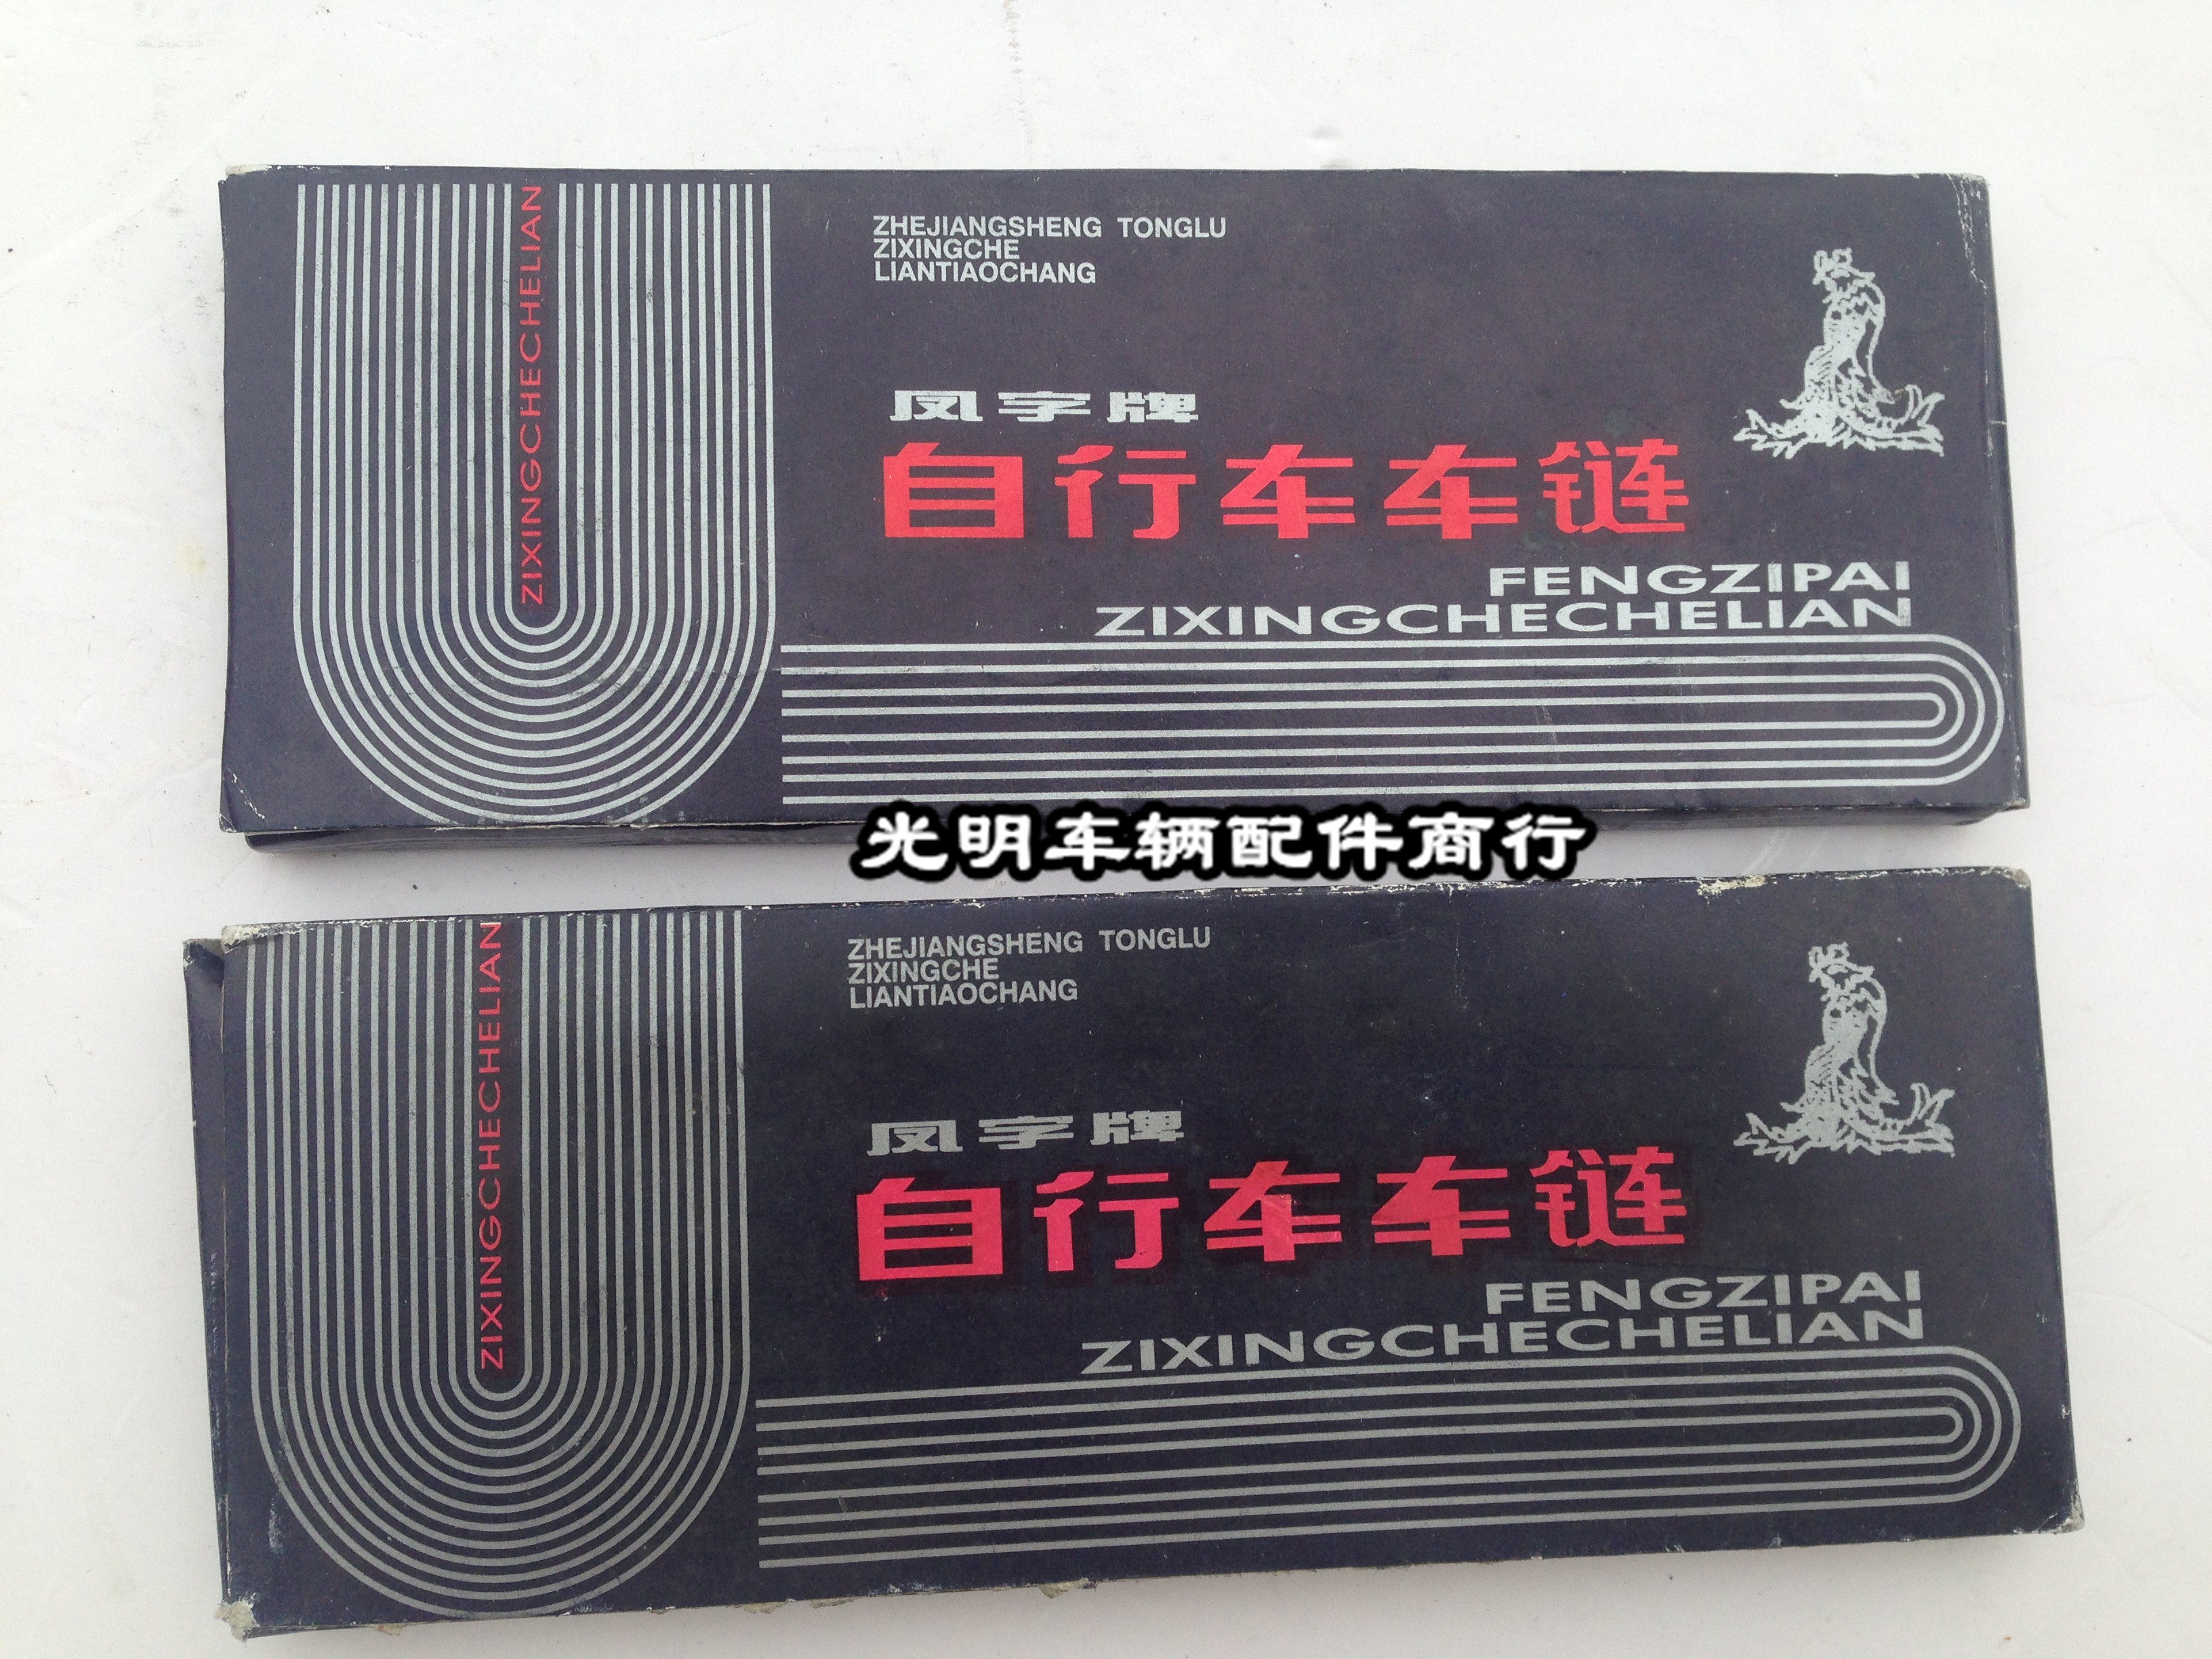 ZIXINGCHECHELIAN
ZHEJIANGSHENG TONGLU
ZIXINGCHE
LIANTIAOCHANG
凤字牌
自行车车链
FENGZIPAI
ZIXINGCHECHELIAN
光明车辆配件商行
ZIXINGCHECHELIAN
ZHEJIANGSHENG TONGLU
ZIXINGCHE
LIANTIAOCHANG
凤字牌
自行车车链
FENGZIPAI
ZIXINGCHECHELIAN